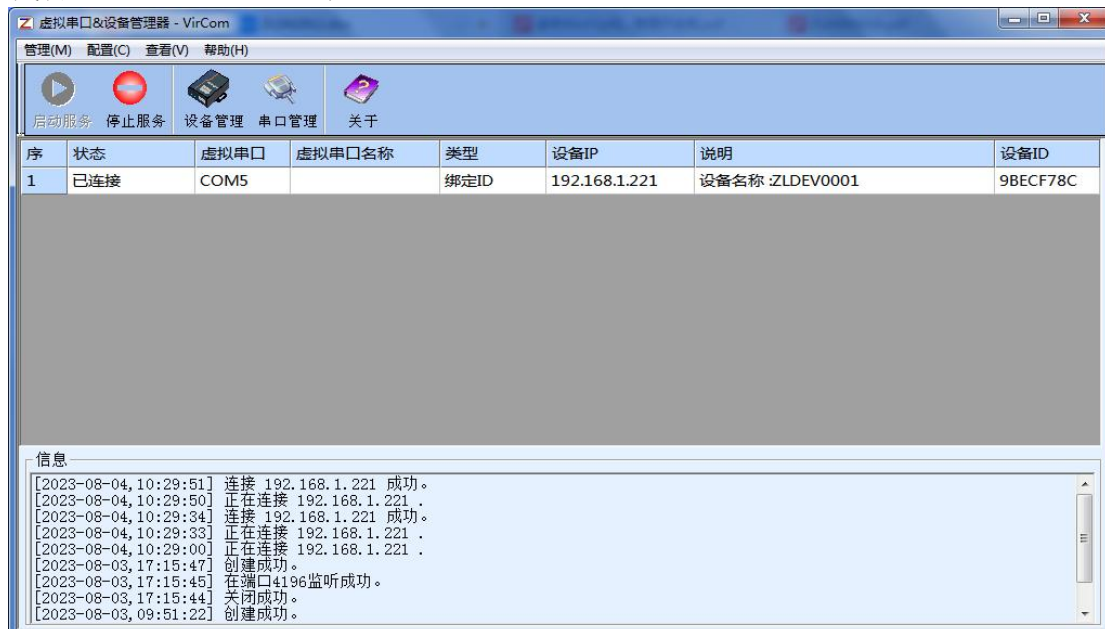 虚拟串口&设备管理器 - VirCom
管理(M) 配置(C) 查看(V) 帮助(H)
启动服务 停止服务 设备管理 串口管理 关于
序 状态 虚拟串口 虚拟串口名称 类型 设备IP 说明 设备ID
1 已连接 COM5 绑定ID 192.168.1.221 设备名称:ZLDEV0001 9BECF78C
信息
[2023-08-04,10:29:51] 连接 192.168.1.221 成功。
[2023-08-04,10:29:50] 正在连接 192.168.1.221 .
[2023-08-04,10:29:34] 连接 192.168.1.221 成功。
[2023-08-04,10:29:33] 正在连接 192.168.1.221 .
[2023-08-04,10:29:00] 正在连接 192.168.1.221 .
[2023-08-03,17:15:47] 创建成功。
[2023-08-03,17:15:45] 在端口4196监听成功。
[2023-08-03,17:15:44] 关闭成功。
[2023-08-03,09:51:22] 创建成功。